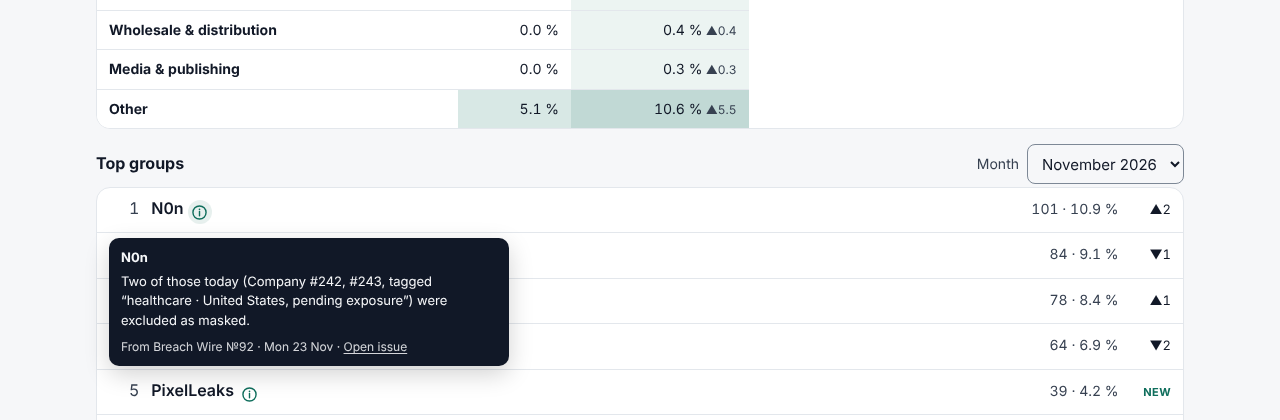 Wholesale & distribution 0.0 % 0.4 % ▲0.4
Media & publishing 0.0 % 0.3 % ▲0.3
Other 5.1 % 10.6 % ▲5.5
Top groups Month November 2026
1 N0n 101 · 10.9 % ▲2
84 · 9.1 % ▼1
78 · 8.4 % ▲1
64 · 6.9 % ▼2
N0n
Two of those today (Company #242, #243, tagged
“healthcare · United States, pending exposure”) were
excluded as masked.
From Breach Wire №92 · Mon 23 Nov · Open issue
5 PixelLeaks 39 · 4.2 % NEW